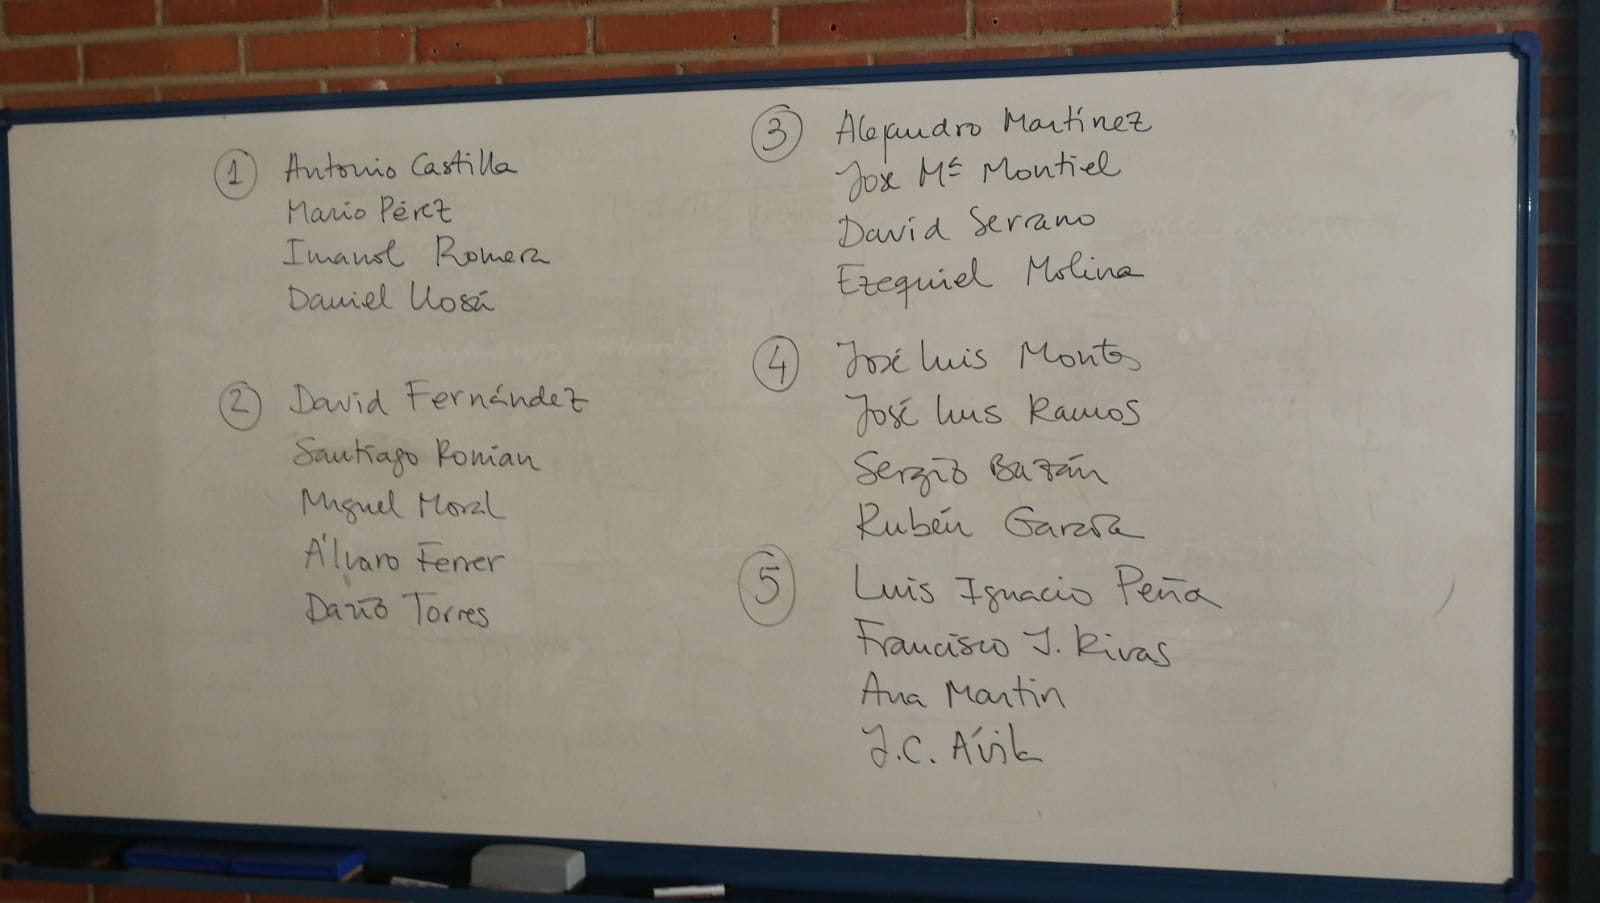 1 Antonio Castilla
Mario Pérez
Imanol Romera
Daniel Llosá
2 David Fernández
Santiago Román
Miguel Moral
Álvaro Ferrer
Darío Torres
3 Alejandro Martínez
Jose Mª Montiel
David Serrano
Ezequiel Molina
4 José Luis Montes
José Luis Ramos
Sergio Bazán
Rubén García
5 Luis Ignacio Peña
Francisco J. Rivas
Ana Martín
J.C. Ávila